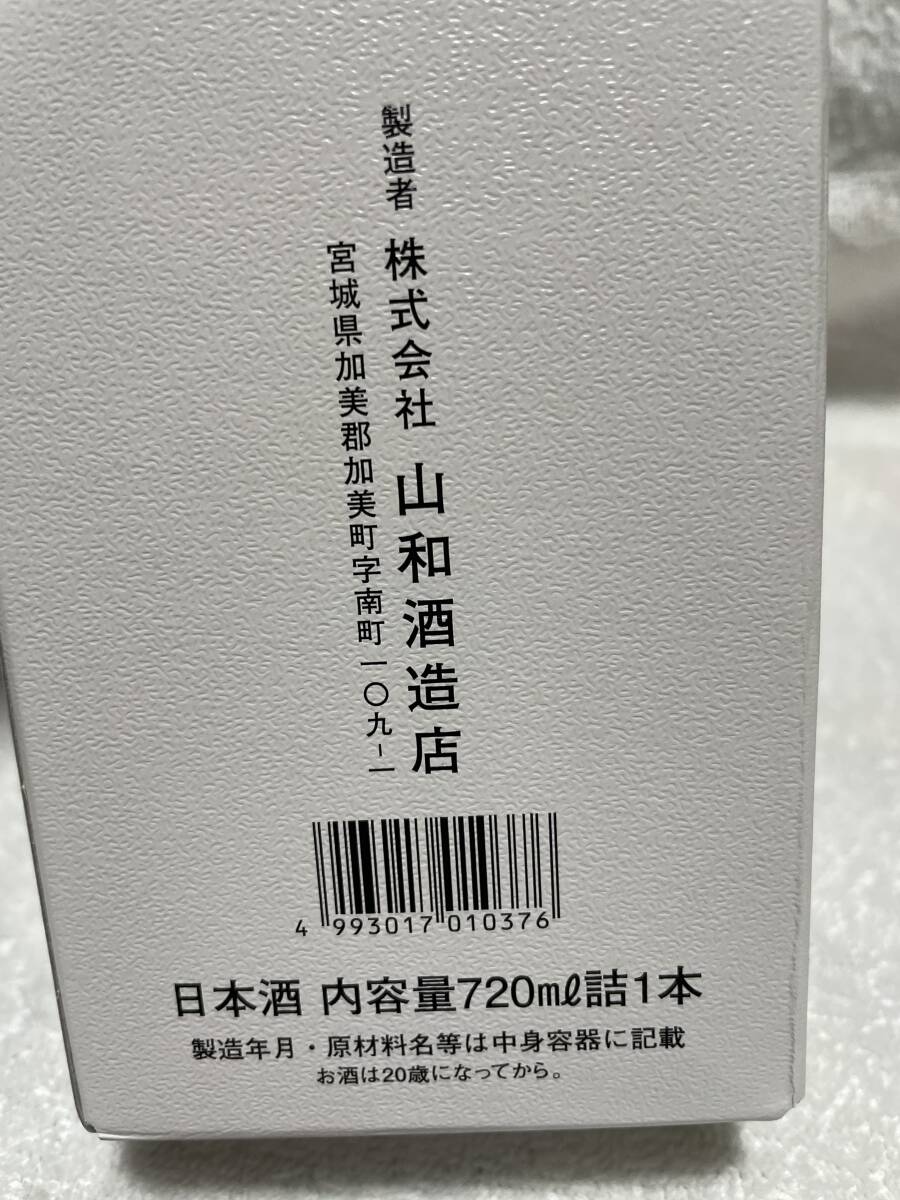 製造者 株式会社 山和酒造店
宮城県加美郡加美町字南町一〇九-一
4 993017 010376
日本酒 内容量720mℓ詰1本
製造年月・原材料名等は中身容器に記載
お酒は20歳になってから。